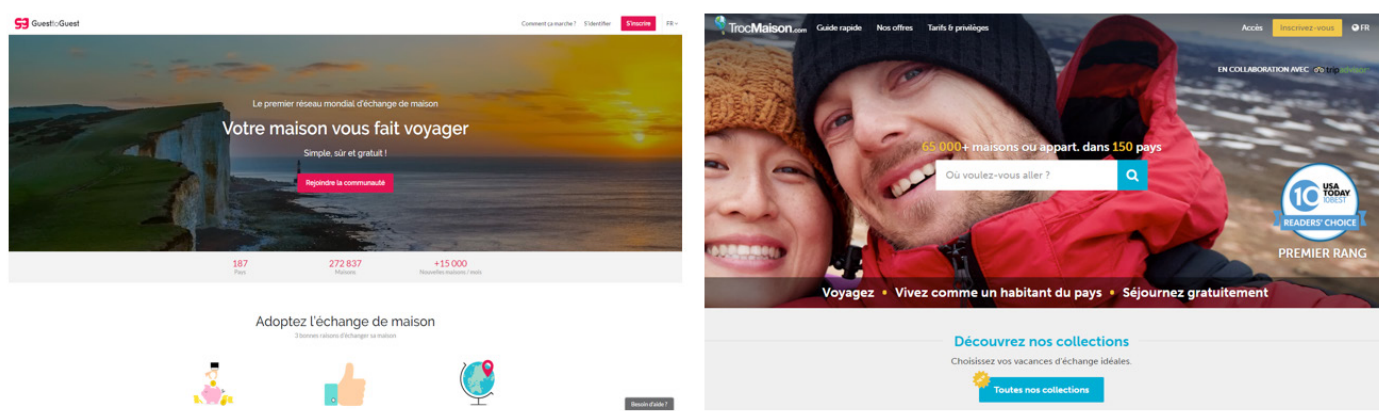 GuesttoGuest
Comment ça marche ?
S'identifier
S'inscrire
FR
Le premier réseau mondial d'échange de maison
Votre maison vous fait voyager
Simple, sûr et gratuit !
Rejoindre la communauté
187
Pays
272 837
Maisons
+15 000
Nouvelles maisons / mois
Adoptez l'échange de maison
3 bonnes raisons d'échanger sa maison
Besoin d'aide ?
TrocMaison.com
Guide rapide
Nos offres
Tarifs & privilèges
Accès
Inscrivez-vous
FR
EN COLLABORATION AVEC tripadvisor
65 000+ maisons ou appart. dans 150 pays
Où voulez-vous aller ?
10
USA
TODAY
10BEST
READERS' CHOICE
PREMIER RANG
Voyagez • Vivez comme un habitant du pays • Séjournez gratuitement
Découvrez nos collections
Choisissez vos vacances d'échange idéales.
Toutes nos collections